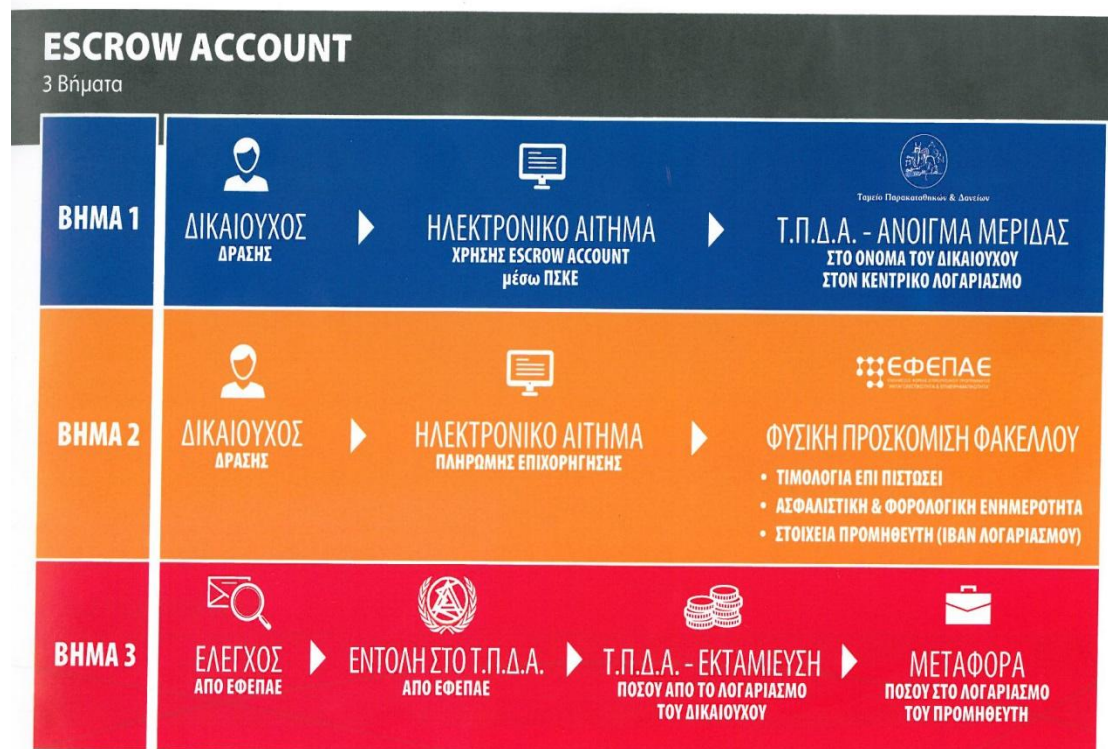 ESCROW ACCOUNT
3 Βήματα
ΒΗΜΑ 1
ΔΙΚΑΙΟΥΧΟΣ
ΔΡΑΣΗΣ
ΗΛΕΚΤΡΟΝΙΚΟ ΑΙΤΗΜΑ
ΧΡΗΣΗΣ ESCROW ACCOUNT
μέσω ΠΣΚΕ
Ταμείο Παρακαταθηκών & Δανείων
Τ.Π.Δ.Α. - ΑΝΟΙΓΜΑ ΜΕΡΙΔΑΣ
ΣΤΟ ΟΝΟΜΑ ΤΟΥ ΔΙΚΑΙΟΥΧΟΥ
ΣΤΟΝ ΚΕΝΤΡΙΚΟ ΛΟΓΑΡΙΑΣΜΟ
ΒΗΜΑ 2
ΔΙΚΑΙΟΥΧΟΣ
ΔΡΑΣΗΣ
ΗΛΕΚΤΡΟΝΙΚΟ ΑΙΤΗΜΑ
ΠΛΗΡΩΜΗΣ ΕΠΙΧΟΡΗΓΗΣΗΣ
ΕΦΕΠΑΕ
ΦΥΣΙΚΗ ΠΡΟΣΚΟΜΙΣΗ ΦΑΚΕΛΛΟΥ
• ΤΙΜΟΛΟΓΙΑ ΕΠΙ ΠΙΣΤΩΣΕΙ
• ΑΣΦΑΛΙΣΤΙΚΗ & ΦΟΡΟΛΟΓΙΚΗ ΕΝΗΜΕΡΟΤΗΤΑ
• ΣΤΟΙΧΕΙΑ ΠΡΟΜΗΘΕΥΤΗ (ΙΒΑΝ ΛΟΓΑΡΙΑΣΜΟΥ)
ΒΗΜΑ 3
ΕΛΕΓΧΟΣ
ΑΠΟ ΕΦΕΠΑΕ
ΕΝΤΟΛΗ ΣΤΟ Τ.Π.Δ.Α.
ΑΠΟ ΕΦΕΠΑΕ
Τ.Π.Δ.Α. - ΕΚΤΑΜΙΕΥΣΗ
ΠΟΣΟΥ ΑΠΟ ΤΟ ΛΟΓΑΡΙΑΣΜΟ
ΤΟΥ ΔΙΚΑΙΟΥΧΟΥ
ΜΕΤΑΦΟΡΑ
ΠΟΣΟΥ ΣΤΟ ΛΟΓΑΡΙΑΣΜΟ
ΤΟΥ ΠΡΟΜΗΘΕΥΤΗ